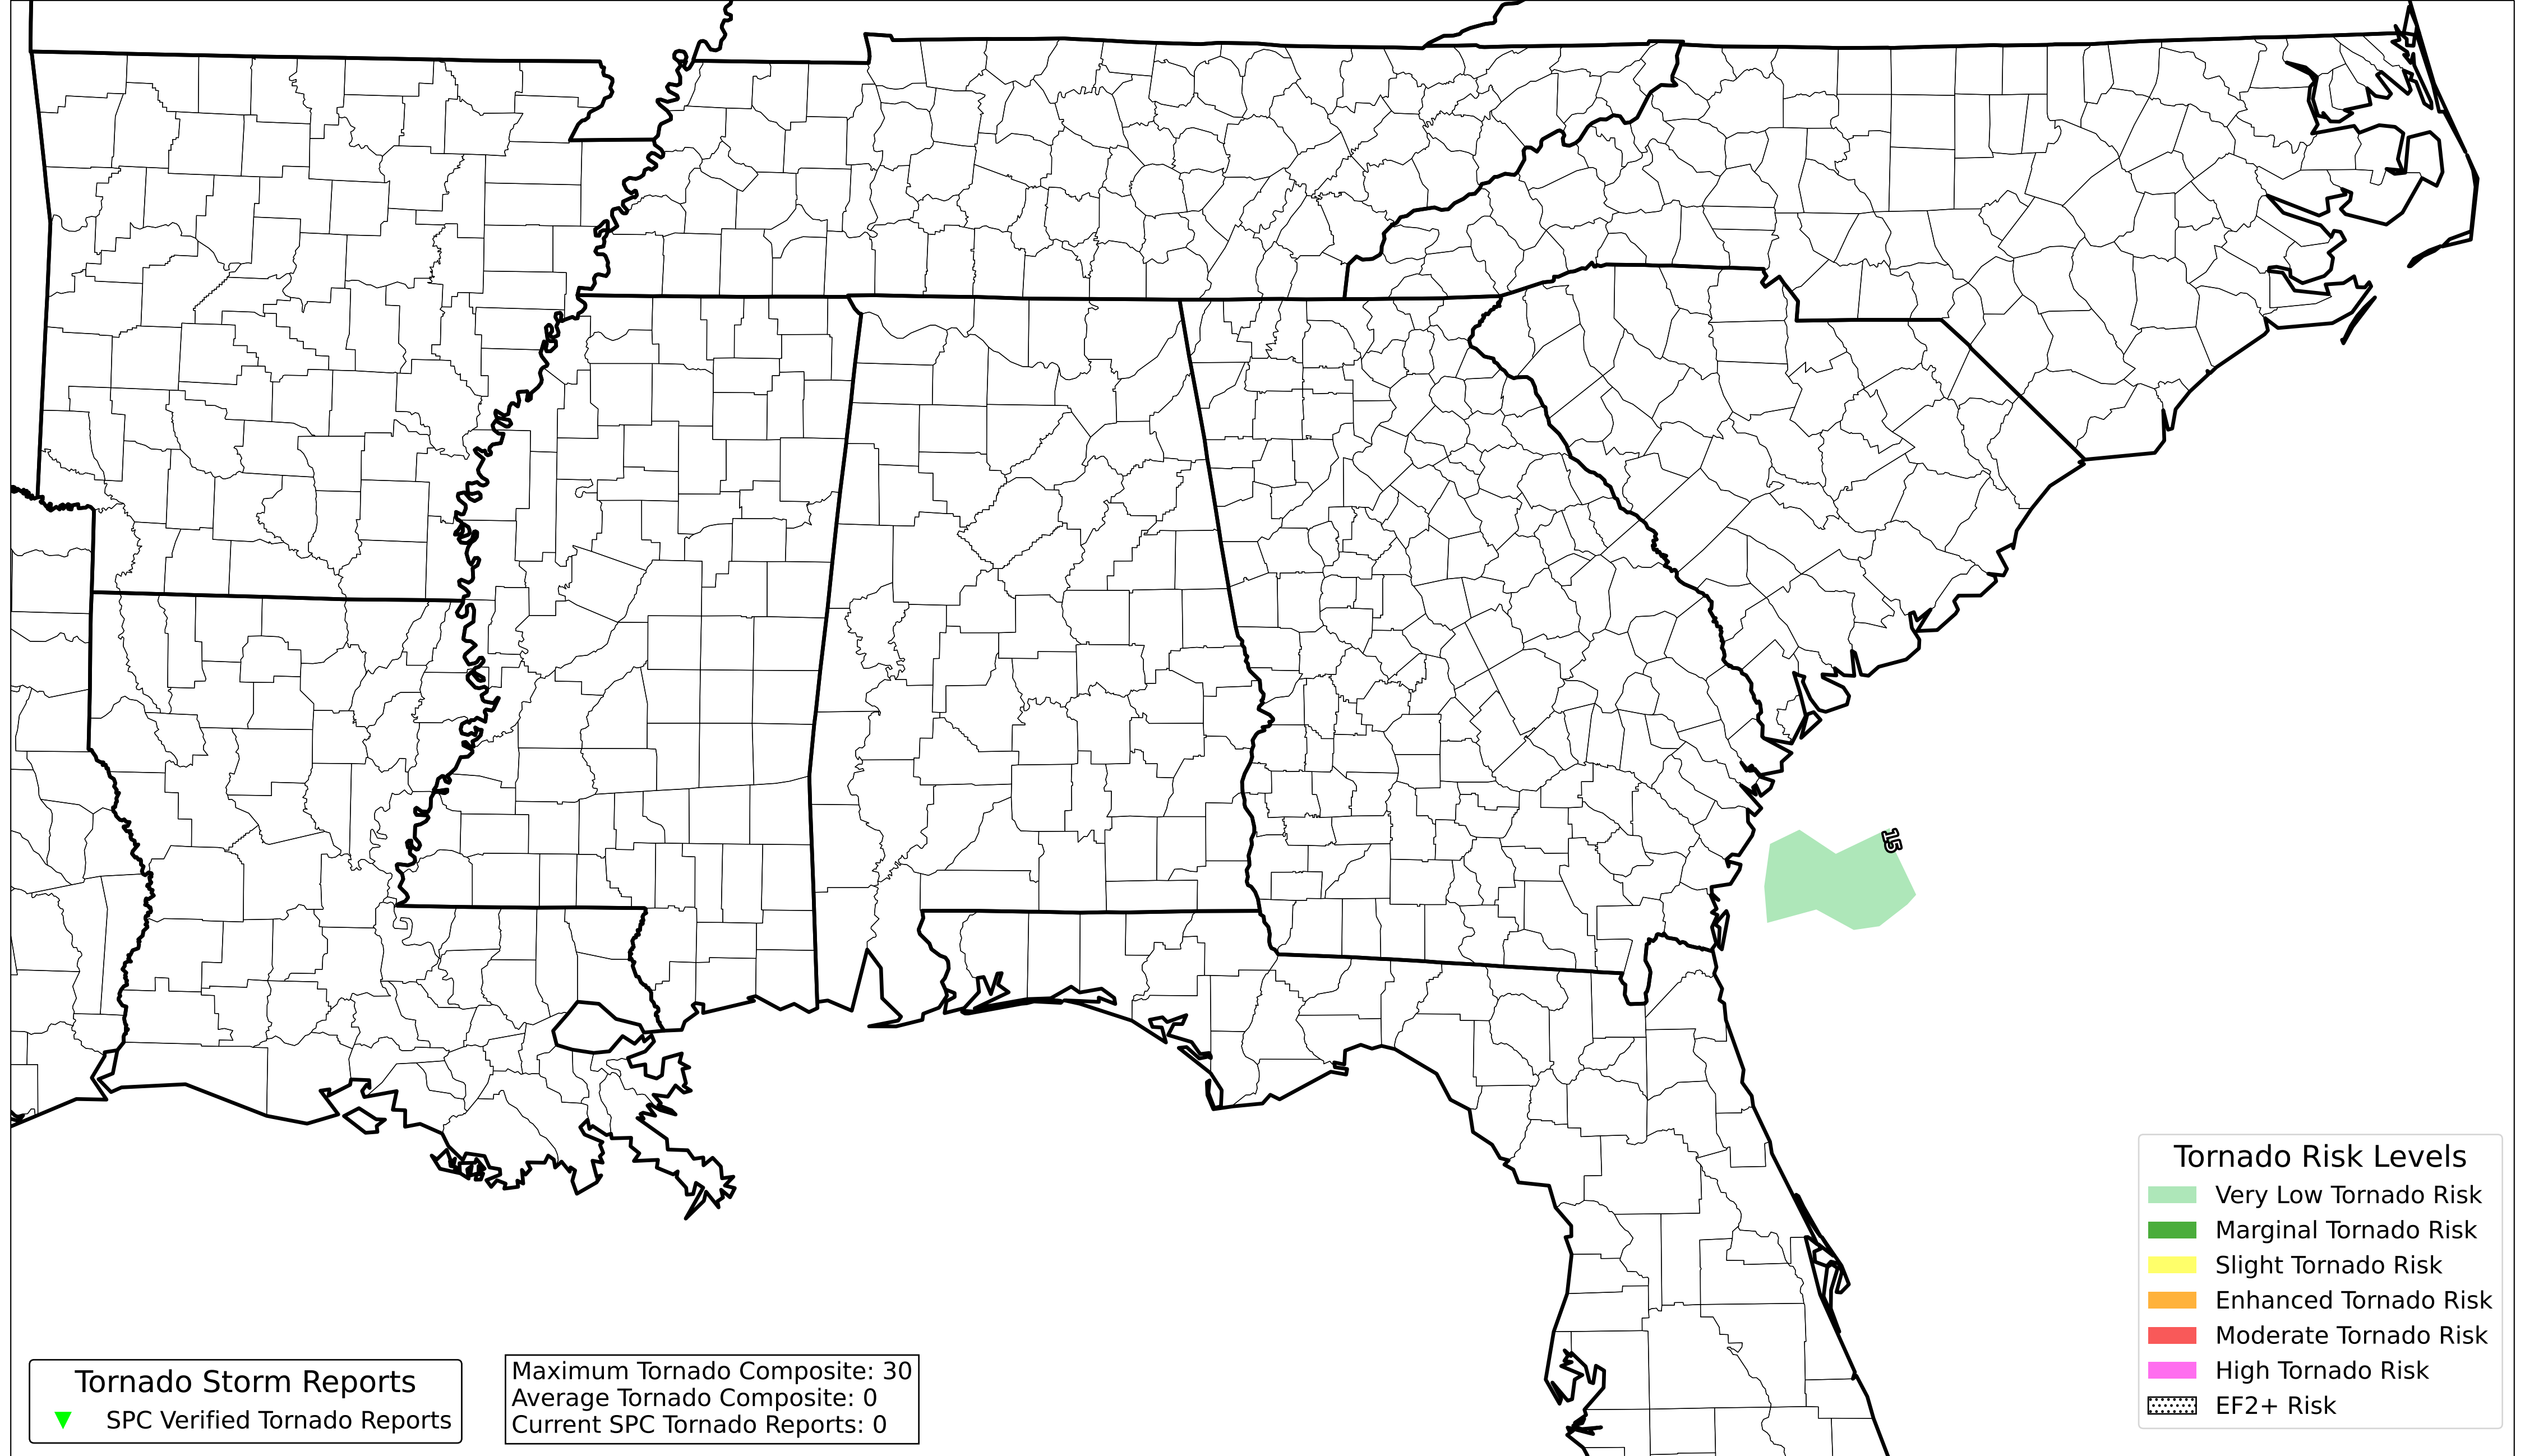 15
Tornado Risk Levels
Very Low Tornado Risk
Marginal Tornado Risk
Slight Tornado Risk
Enhanced Tornado Risk
Moderate Tornado Risk
High Tornado Risk
EF2+ Risk
Tornado Storm Reports
SPC Verified Tornado Reports
Maximum Tornado Composite: 30
Average Tornado Composite: 0
Current SPC Tornado Reports: 0